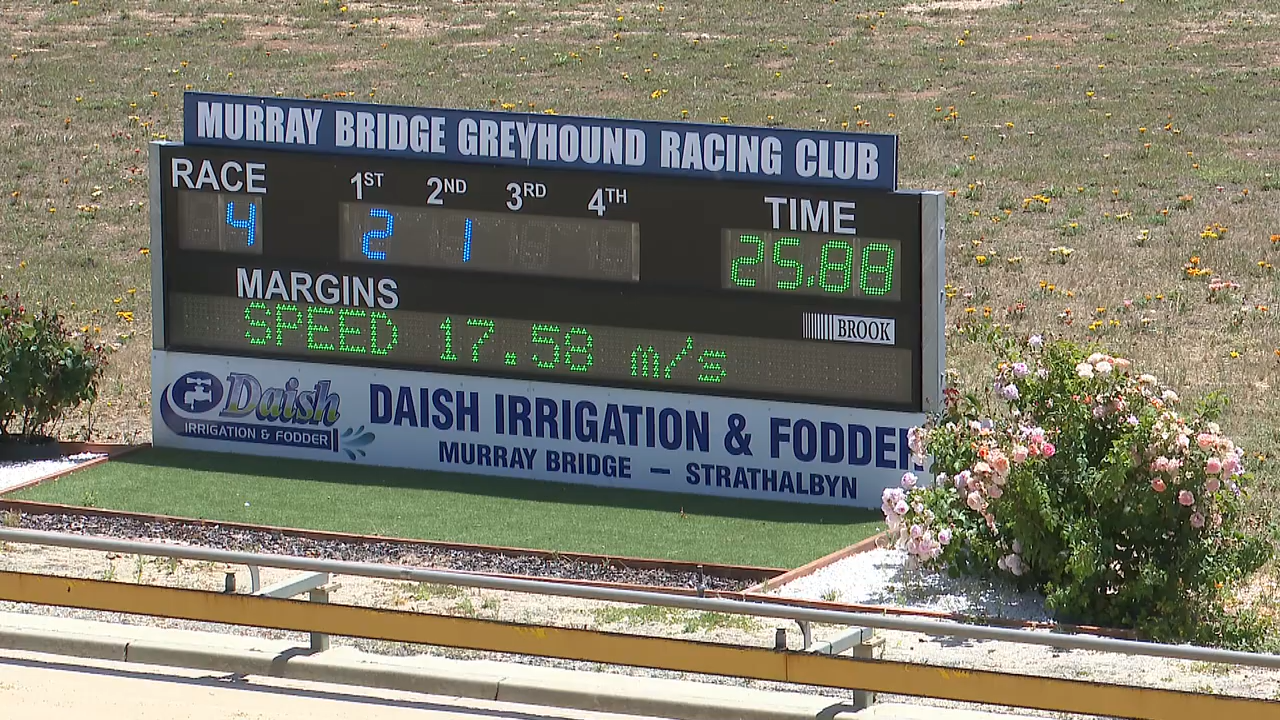 MURRAY BRIDGE GREYHOUND RACING CLUB
RACE 1ST 2ND 3RD 4TH TIME
4 2 1 25.88
MARGINS
BROOK
SPEED 17.58 m/s
Daish
IRRIGATION & FODDER
DAISH IRRIGATION & FODDER
MURRAY BRIDGE – STRATHALBYN